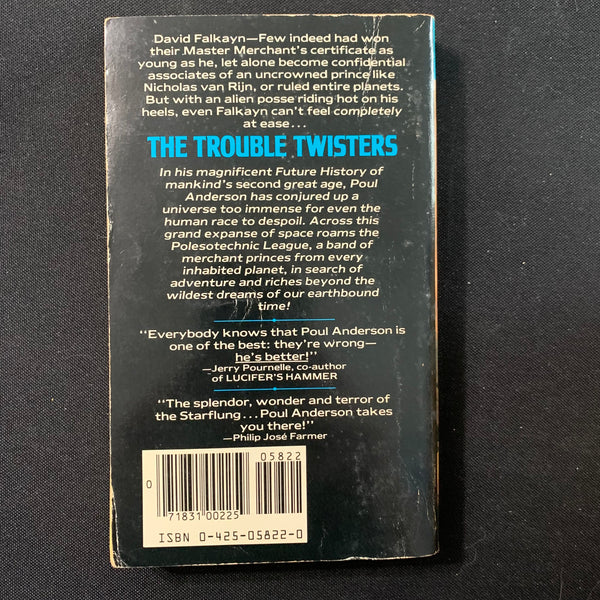 David Falkayn—Few indeed had won
their Master Merchant's certificate as
young as he, let alone become confidential
associates of an uncrowned prince like
Nicholas van Rijn, or ruled entire planets.
But with an alien posse riding hot on his
heels, even Falkayn can't feel completely
at ease...
THE TROUBLE TWISTERS
In his magnificent Future History of
mankind's second great age, Poul
Anderson has conjured up a
universe too immense for even the
human race to despoil. Across this
grand expanse of space roams the
Polesotechnic League, a band of
merchant princes from every
inhabited planet, in search of
adventure and riches beyond the
wildest dreams of our earthbound
time!
"Everybody knows that Poul Anderson is
one of the best: they're wrong—
he's better!"
—Jerry Pournelle, co-author
of LUCIFER'S HAMMER
"The splendor, wonder and terror of
the Starflung...Poul Anderson takes
you there!"
—Philip José Farmer
05822
0
71831 00225
ISBN 0-425-05822-0